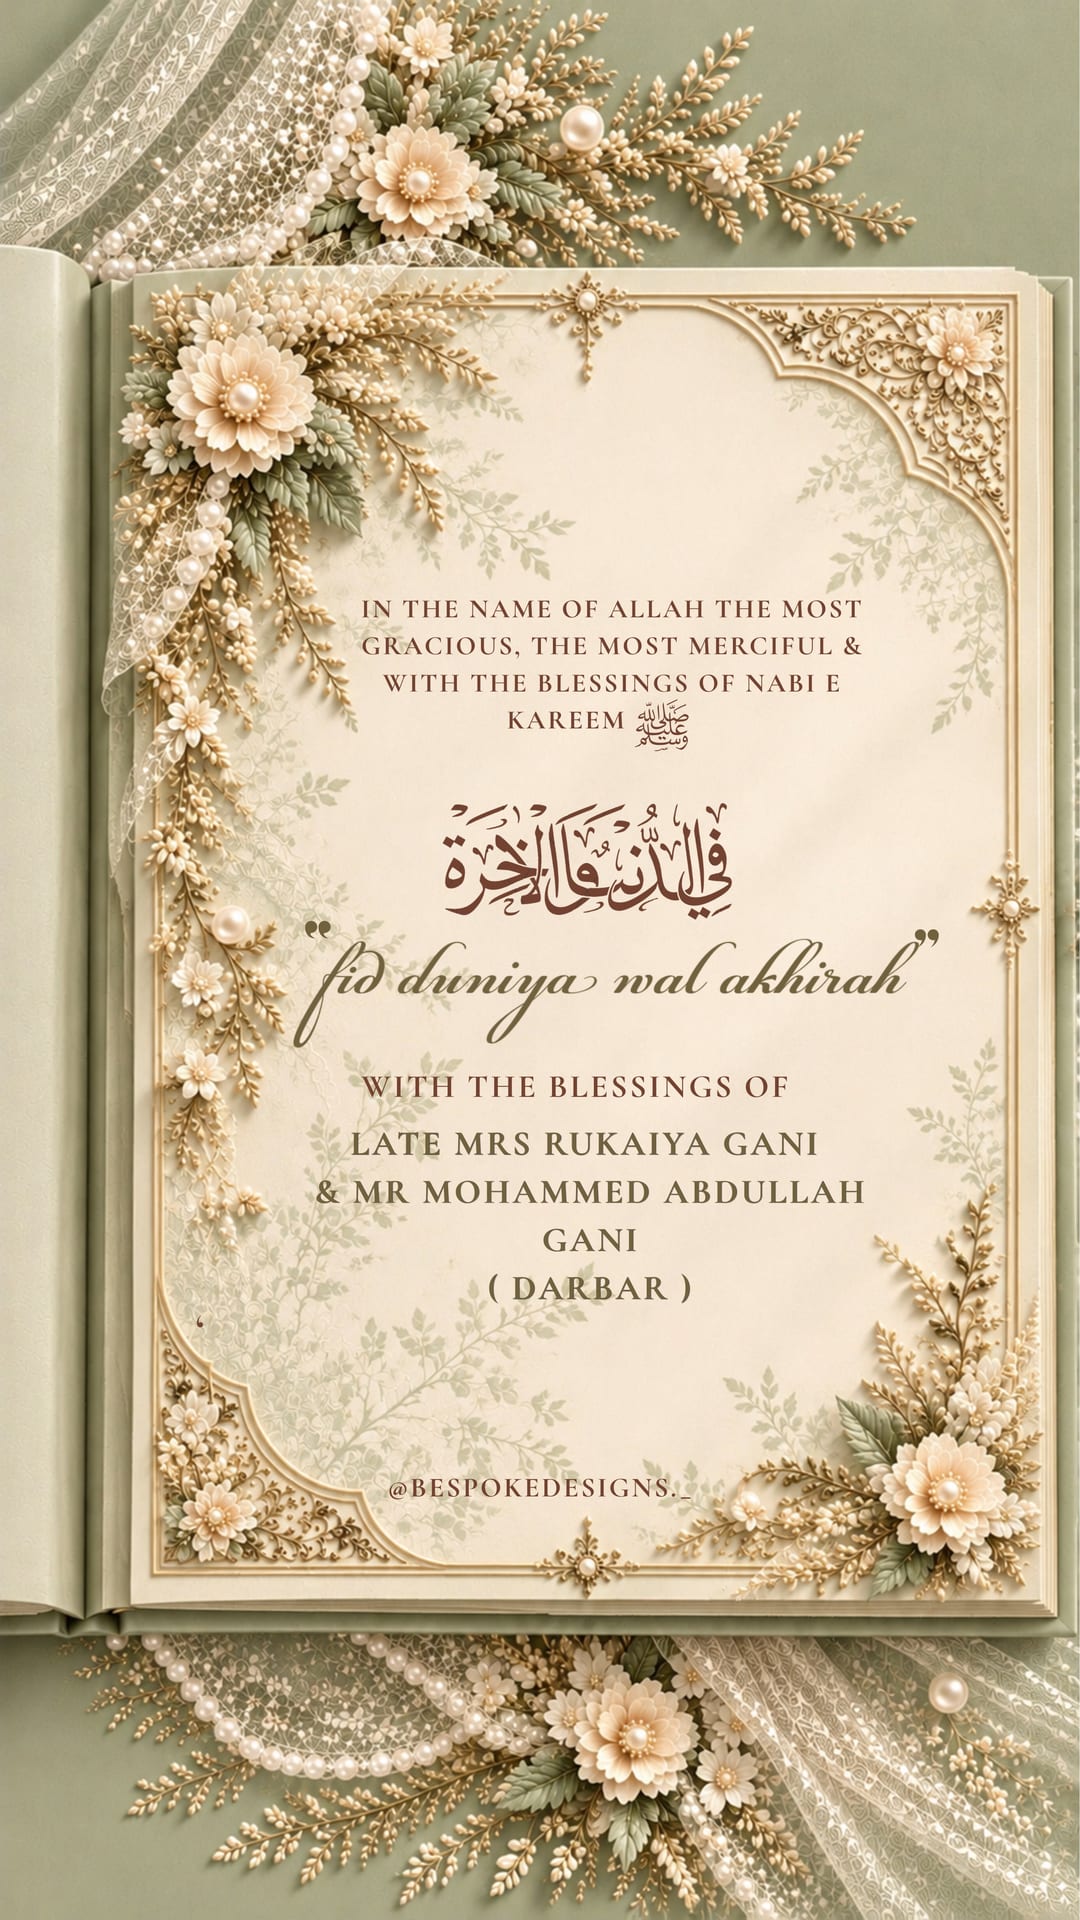 IN THE NAME OF ALLAH THE MOST
GRACIOUS, THE MOST MERCIFUL &
WITH THE BLESSINGS OF NABI E
KAREEM ﷺ
فِي الدُّنْيَا وَالْآخِرَة
"fid duniya wal akhirah"
WITH THE BLESSINGS OF
LATE MRS RUKAIYA GANI
& MR MOHAMMED ABDULLAH
GANI
( DARBAR )
‘
@BESPOKEDESIGNS._